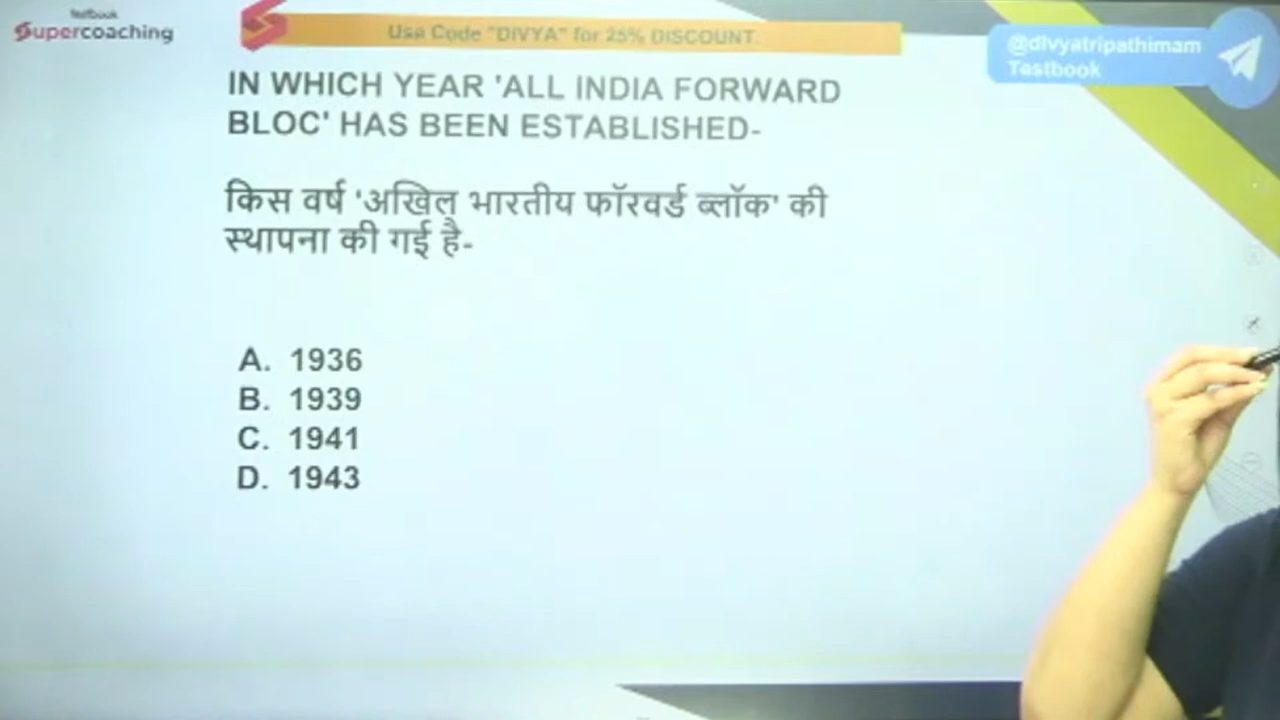 testbook
Supercoaching
Use Code "DIVYA" for 25% DISCOUNT.
@divyatripathimam
Testbook
IN WHICH YEAR 'ALL INDIA FORWARD
BLOC' HAS BEEN ESTABLISHED-
किस वर्ष 'अखिल भारतीय फॉरवर्ड ब्लॉक' की
स्थापना की गई है-
A. 1936
B. 1939
C. 1941
D. 1943